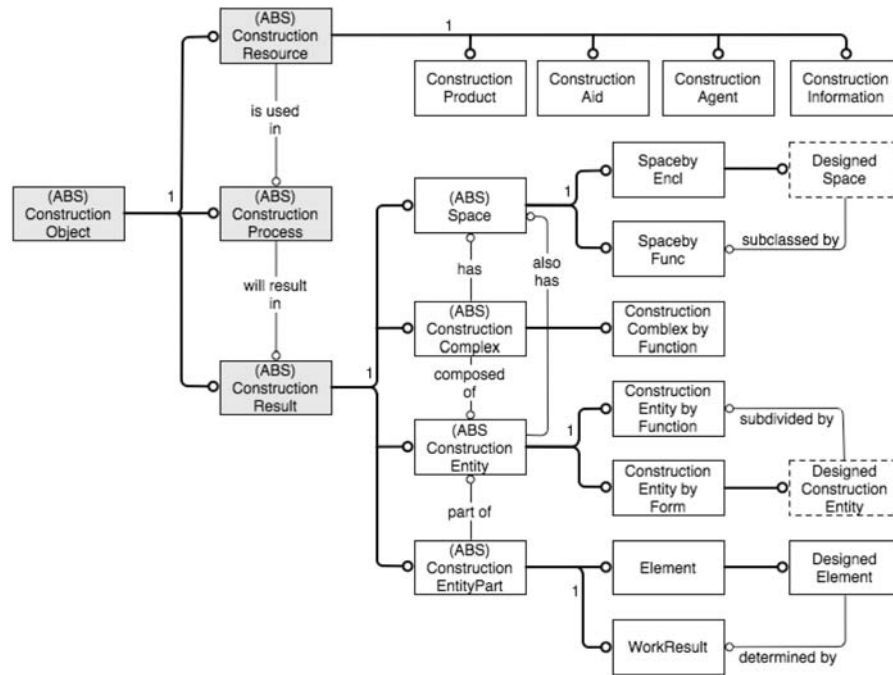 (ABS)
Construction
Resource
1
Construction
Product
Construction
Aid
Construction
Agent
Construction
Information
is used
in
(ABS)
Construction
Object
1
(ABS)
Construction
Process
will result
in
(ABS)
Construction
Result
1
(ABS)
Space
1
Spaceby
Encl
Designed
Space
Spaceby
Func
subclassed by
has
also
has
(ABS)
Construction
Complex
Construction
Comblex by
Function
composed
of
(ABS
Construction
Entity
1
Construction
Entity by
Function
subdivided by
Construction
Entity by
Form
Designed
Construction
Entity
part of
(ABS)
Construction
EntityPart
1
Element
Designed
Element
WorkResult
determined by